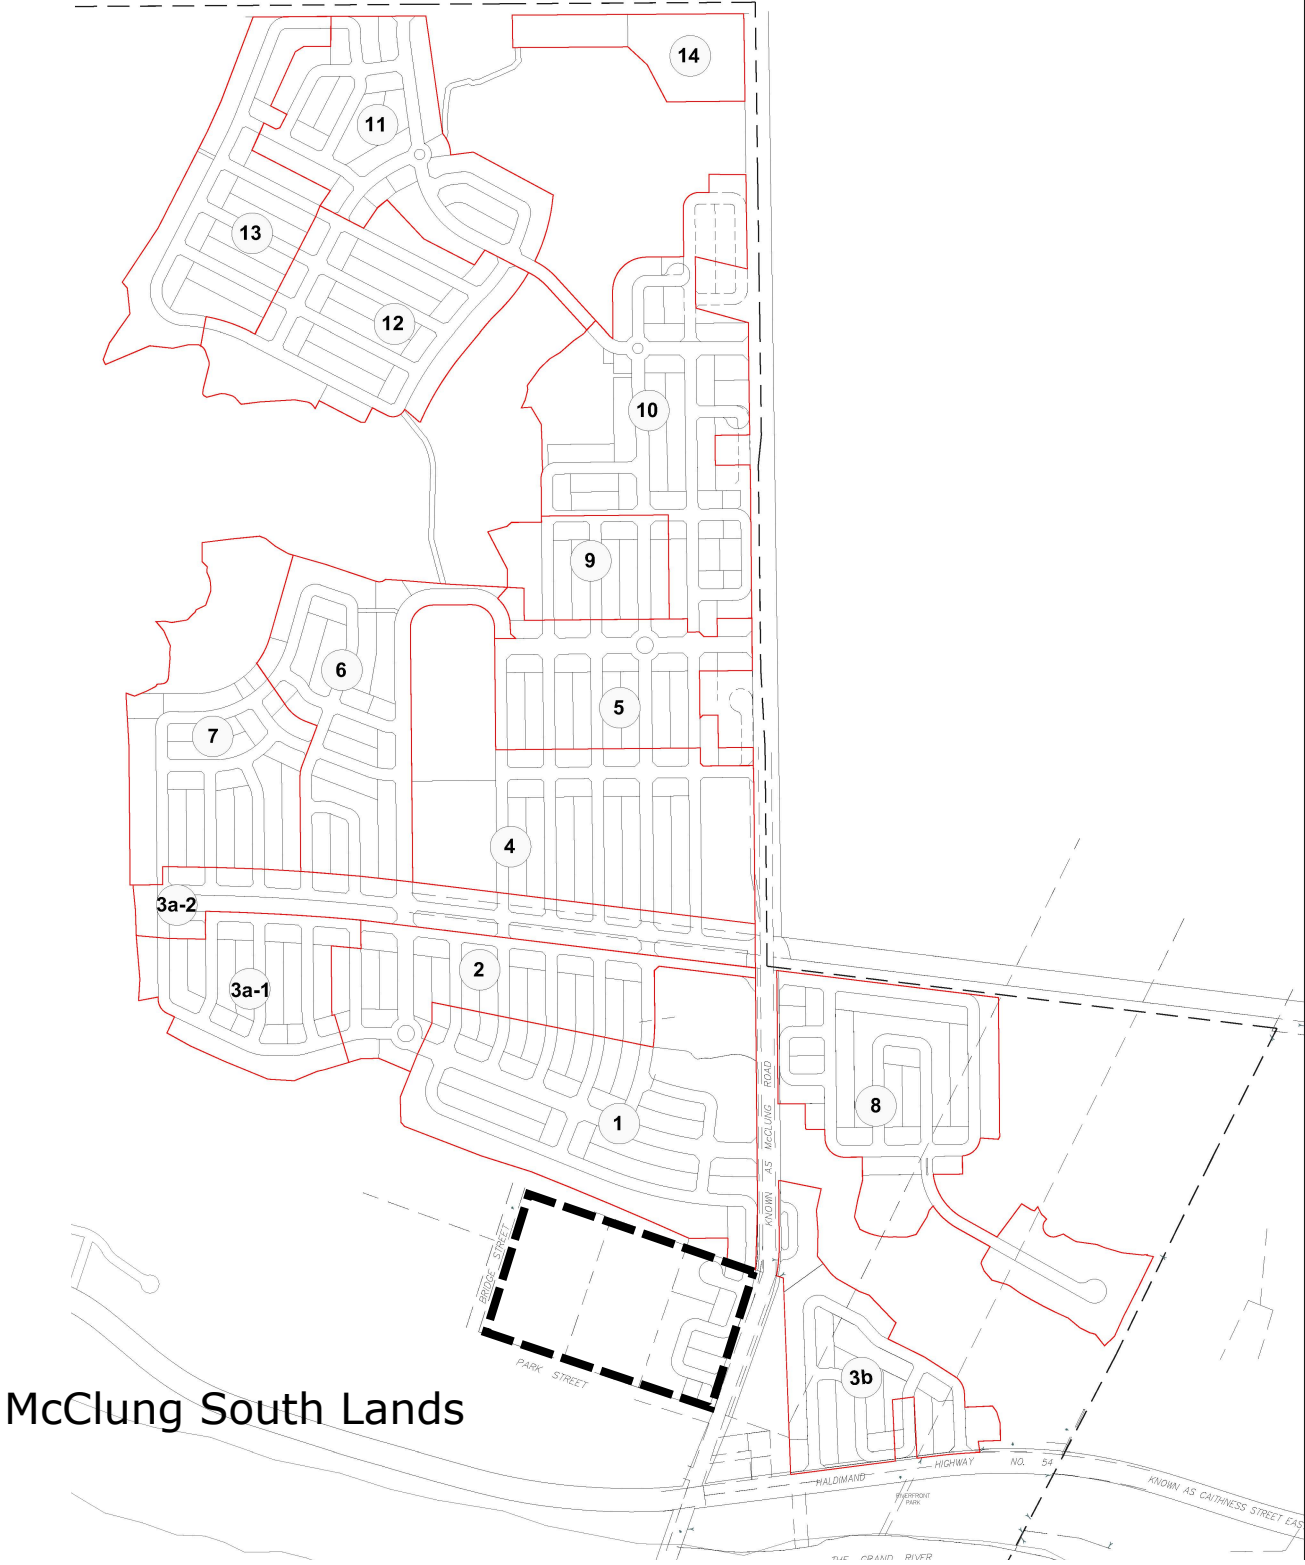 14
11
13
12
10
9
6
5
7
4
3a-2
2
3a-1
8
1
KNOWN AS McCLUNG ROAD
BRIDGE STREET
PARK STREET
3b
McClung South Lands
HALDIMAND HIGHWAY NO. 54
KNOWN AS CAITHNESS STREET EAS
RIVERFRONT
PARK
THE GRAND RIVER